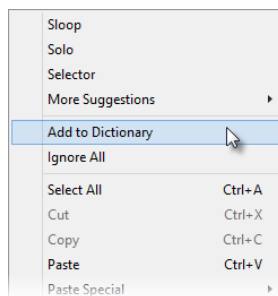 Sloop
Solo
Selector
More Suggestions
Add to Dictionary
Ignore All
Select All Ctrl+A
Cut Ctrl+X
Copy Ctrl+C
Paste Ctrl+V
Paste Special